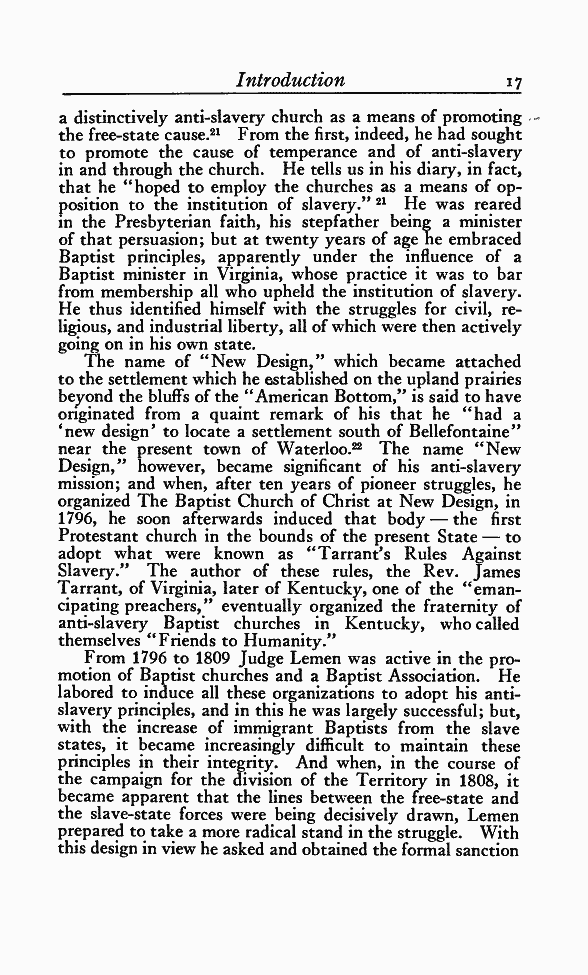 Introduction 17
a distinctively anti-slavery church as a means of promoting
the free-state cause.²¹ From the first, indeed, he had sought
to promote the cause of temperance and of anti-slavery
in and through the church. He tells us in his diary, in fact,
that he “hoped to employ the churches as a means of op-
position to the institution of slavery.” ²¹ He was reared
in the Presbyterian faith, his stepfather being a minister
of that persuasion; but at twenty years of age he embraced
Baptist principles, apparently under the influence of a
Baptist minister in Virginia, whose practice it was to bar
from membership all who upheld the institution of slavery.
He thus identified himself with the struggles for civil, re-
ligious, and industrial liberty, all of which were then actively
going on in his own state.
The name of “New Design,” which became attached
to the settlement which he established on the upland prairies
beyond the bluffs of the “American Bottom,” is said to have
originated from a quaint remark of his that he “had a
‘new design’ to locate a settlement south of Bellefontaine”
near the present town of Waterloo.²² The name “New
Design,” however, became significant of his anti-slavery
mission; and when, after ten years of pioneer struggles, he
organized The Baptist Church of Christ at New Design, in
1796, he soon afterwards induced that body — the first
Protestant church in the bounds of the present State — to
adopt what were known as “Tarrant’s Rules Against
Slavery.” The author of these rules, the Rev. James
Tarrant, of Virginia, later of Kentucky, one of the “eman-
cipating preachers,” eventually organized the fraternity of
anti-slavery Baptist churches in Kentucky, who called
themselves “Friends to Humanity.”
From 1796 to 1809 Judge Lemen was active in the pro-
motion of Baptist churches and a Baptist Association. He
labored to induce all these organizations to adopt his anti-
slavery principles, and in this he was largely successful; but,
with the increase of immigrant Baptists from the slave
states, it became increasingly difficult to maintain these
principles in their integrity. And when, in the course of
the campaign for the division of the Territory in 1808, it
became apparent that the lines between the free-state and
the slave-state forces were being decisively drawn, Lemen
prepared to take a more radical stand in the struggle. With
this design in view he asked and obtained the formal sanction